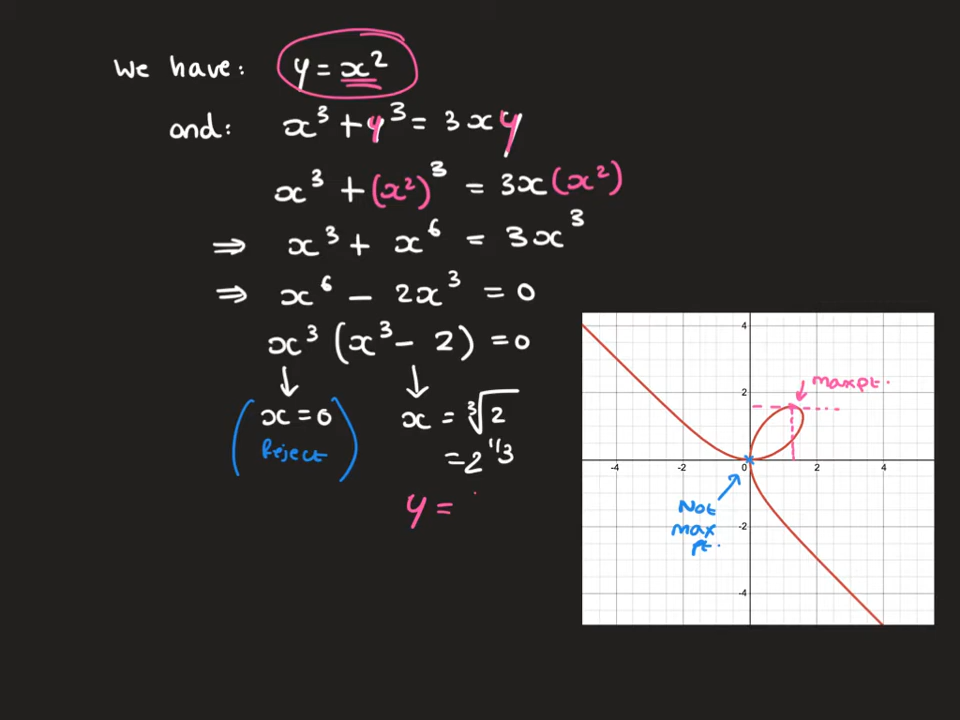 We have: y = x²
and: x³ + y³ = 3xy
x³ + (x²)³ = 3x(x²)
⇒ x³ + x⁶ = 3x³
⇒ x⁶ - 2x³ = 0
x³ (x³ - 2) = 0
↓ ↓
(x = 0 x = ∛2
Reject) = 2^1/3
y =
4
2
0
-2
-4
-4 -2 2 4
max pt.
Not
max
pt.